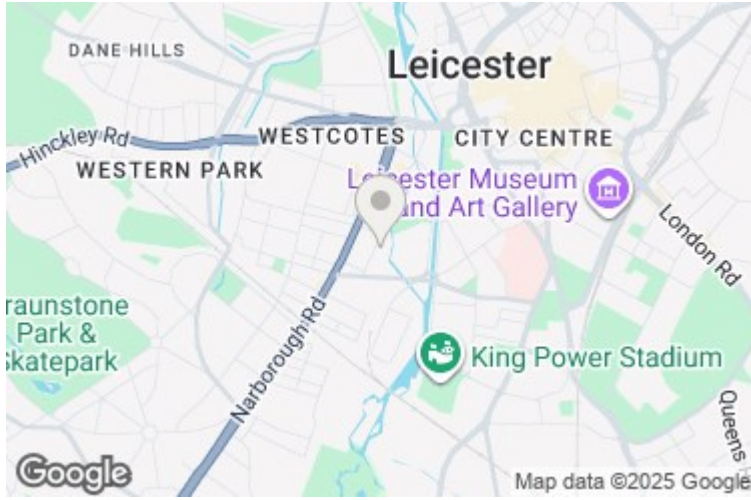 DANE HILLS
Leicester
Hinckley Rd
WESTCOTES
CITY CENTRE
WESTERN PARK
Leicester Museum
and Art Gallery
London Rd
raunstone
Park &
Skatepark
Narborough Rd
King Power Stadium
Queens
Google
Map data ©2025 Google